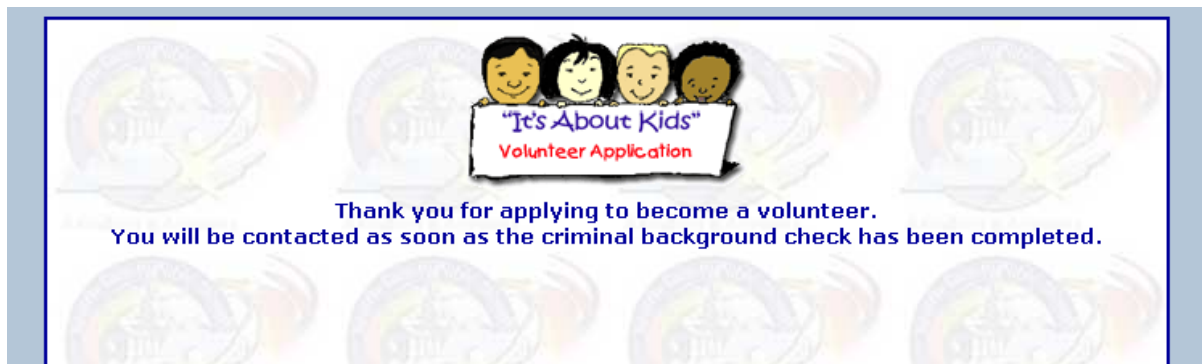 "It's About Kids"
Volunteer Application
Thank you for applying to become a volunteer.
You will be contacted as soon as the criminal background check has been completed.